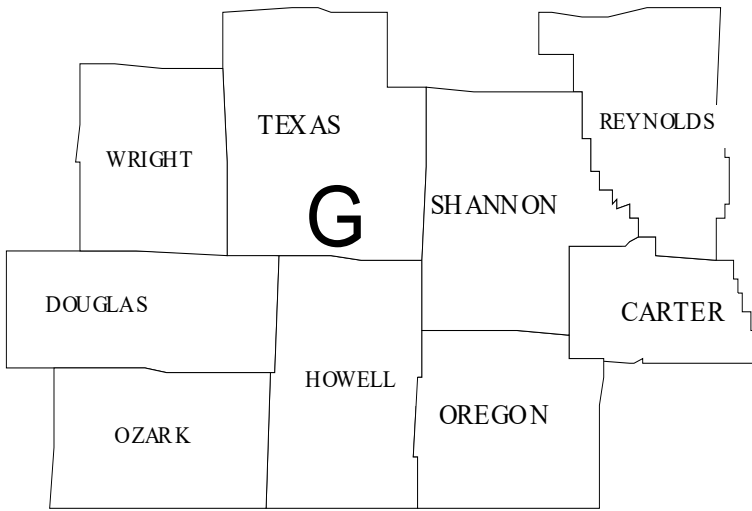 TEXAS
REYNOLDS
WRIGHT
SHANNON
G
DOUGLAS
CARTER
HOWELL
OREGON
OZARK